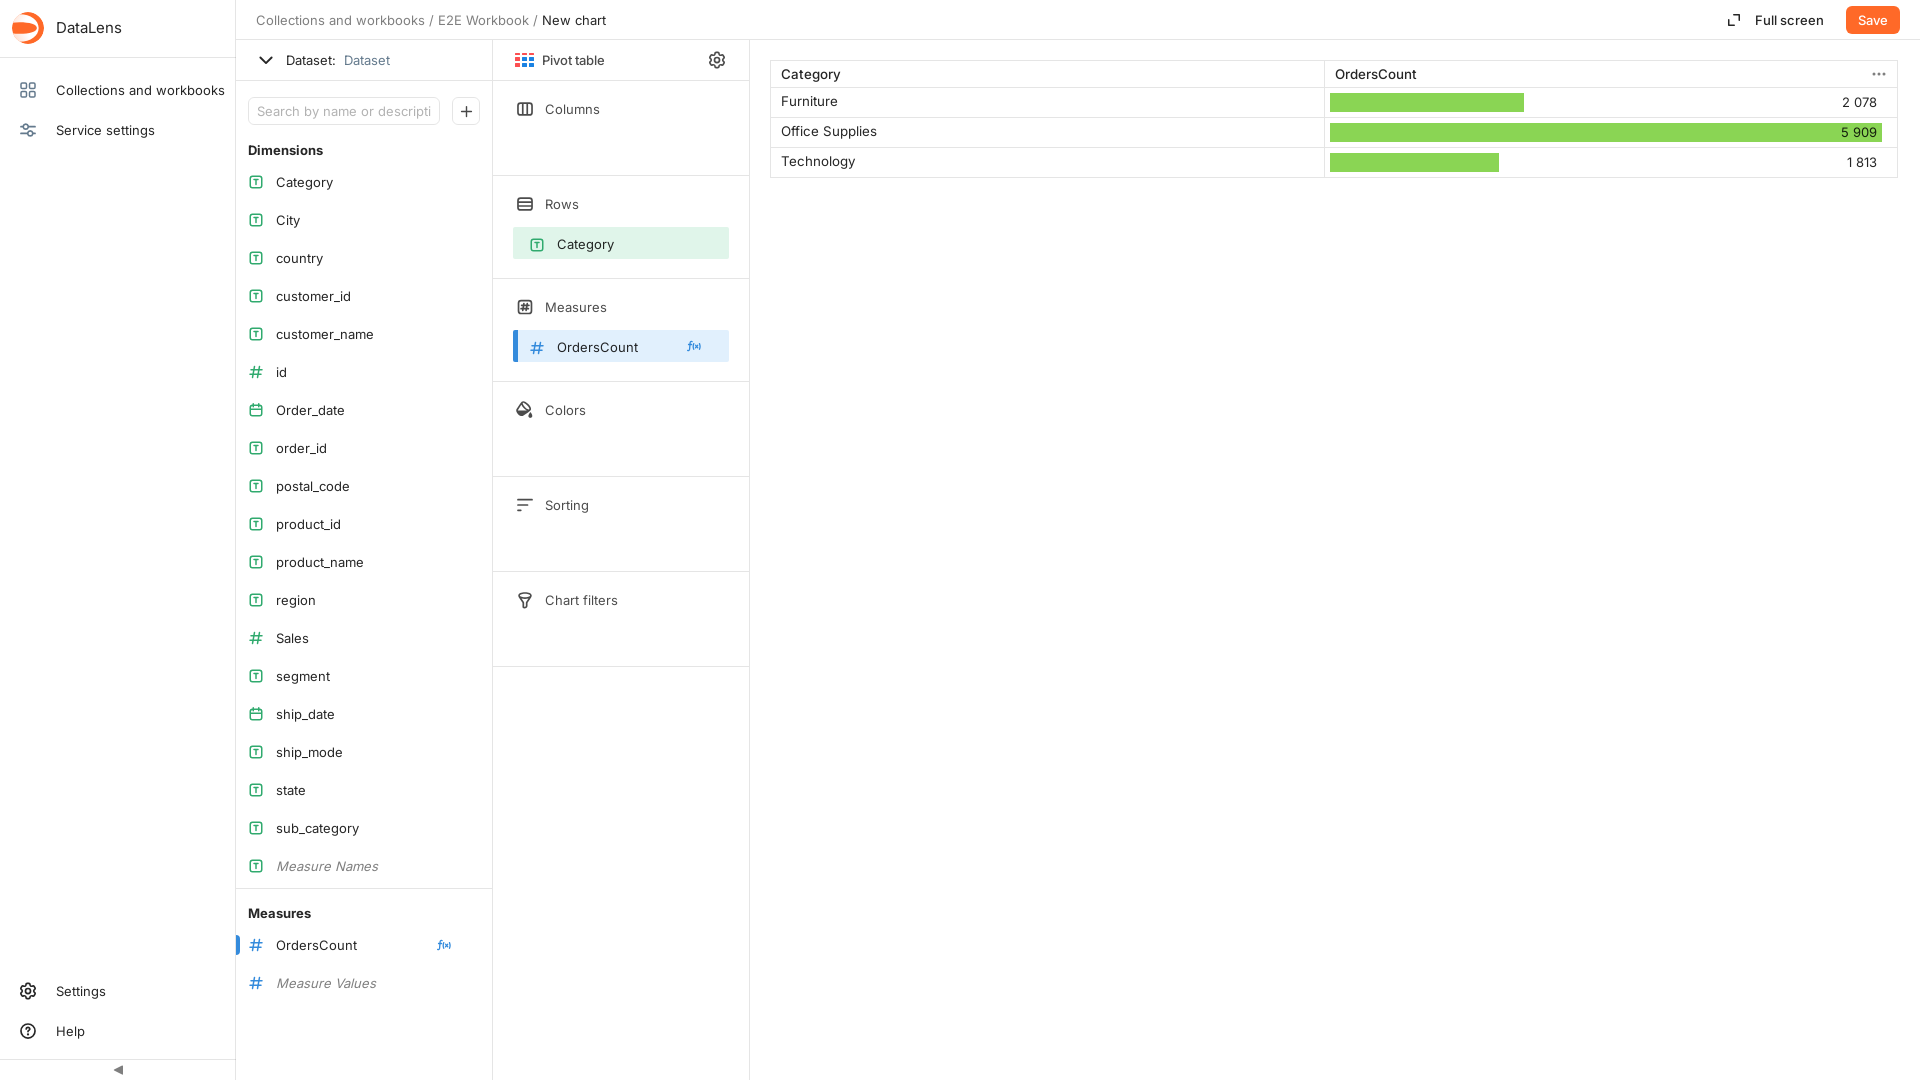 DataLens
Collections and workbooks
Service settings
Settings
Help
Collections and workbooks / E2E Workbook / New chart
Full screen
Save
Dataset: Dataset
Search by name or descripti
Dimensions
Category
City
country
customer_id
customer_name
id
Order_date
order_id
postal_code
product_id
product_name
region
Sales
segment
ship_date
ship_mode
state
sub_category
Measure Names
Measures
OrdersCount
Measure Values
Pivot table
Columns
Rows
Category
Measures
OrdersCount
Colors
Sorting
Chart filters
Category OrdersCount
Furniture 2 078
Office Supplies 5 909
Technology 1 813